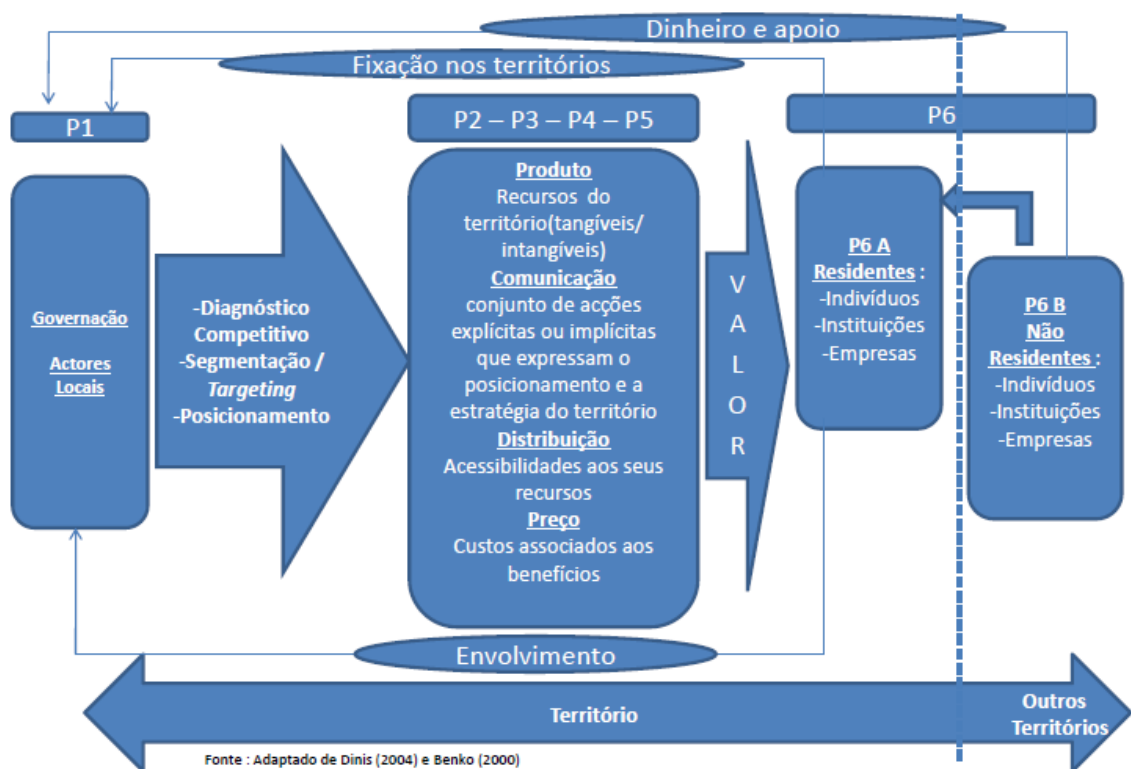 Dinheiro e apoio
Fixação nos territórios
P1
P2 – P3 – P4 – P5
P6
Governação
Actores
Locais
-Diagnóstico
Competitivo
-Segmentação /
Targeting
-Posicionamento
Produto
Recursos do
território(tangíveis/
intangíveis)
Comunicação
conjunto de acções
explícitas ou implícitas
que expressam o
posicionamento e a
estratégia do território
Distribuição
Acessibilidades aos seus
recursos
Preço
Custos associados aos
benefícios
V
A
L
O
R
P6 A
Residentes :
-Indivíduos
-Instituições
-Empresas
P6 B
Não
Residentes :
-Indivíduos
-Instituições
-Empresas
Envolvimento
Território
Outros
Territórios
Fonte : Adaptado de Dinis (2004) e Benko (2000)